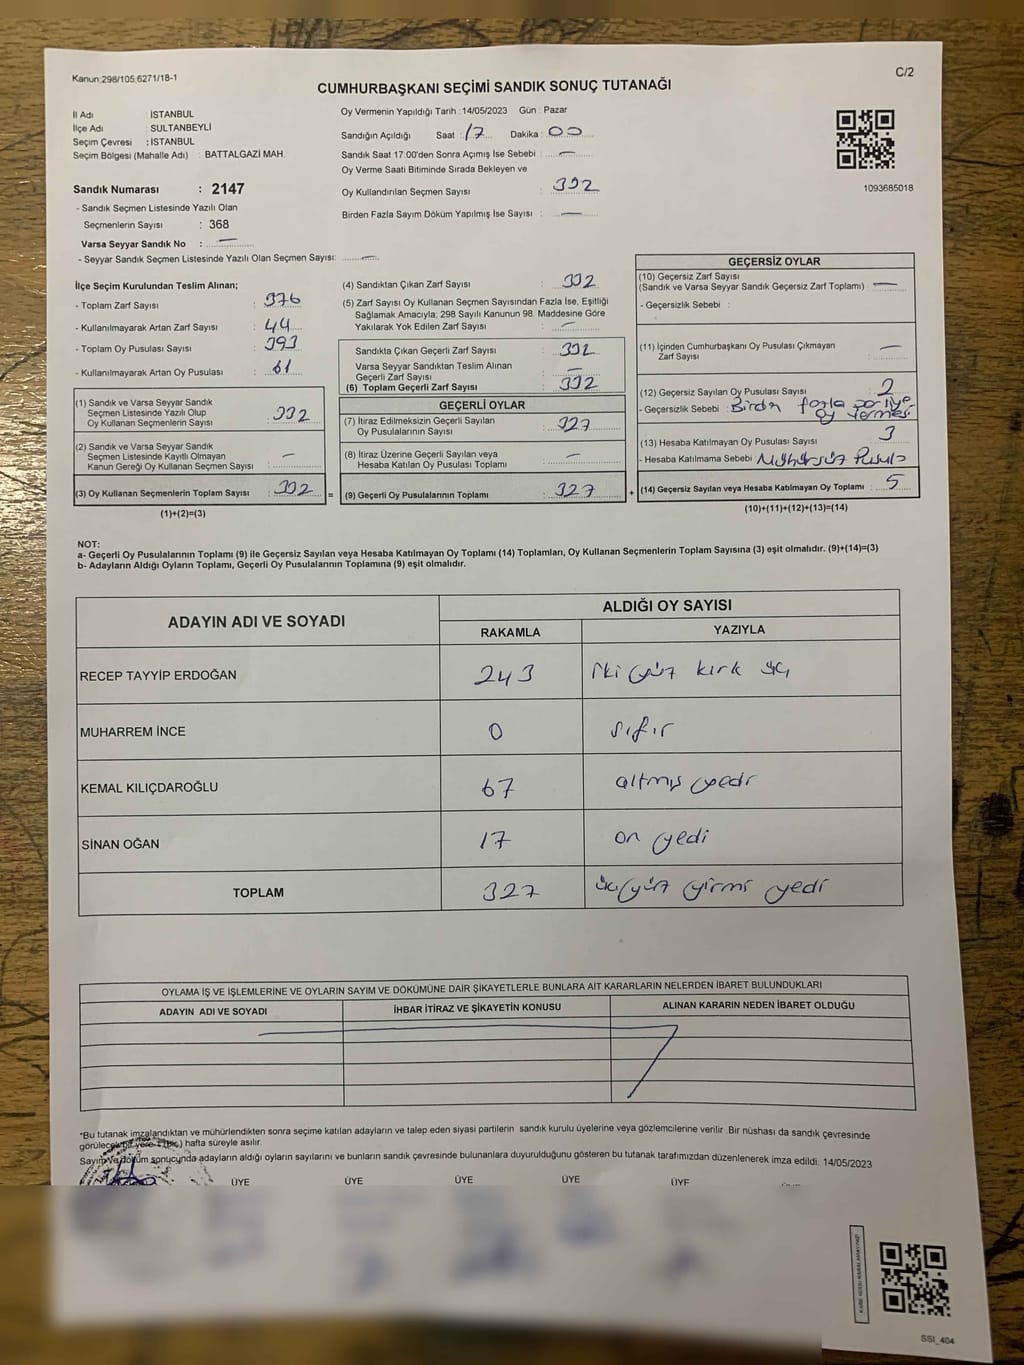 Kanun:298/105,6271/18-1
C/2
CUMHURBAŞKANI SEÇİMİ SANDIK SONUÇ TUTANAĞI
İl Adı İSTANBUL
İlçe Adı SULTANBEYLİ
Seçim Çevresi : İSTANBUL
Seçim Bölgesi (Mahalle Adı) : BATTALGAZİ MAH.
Sandık Numarası : 2147
- Sandık Seçmen Listesinde Yazılı Olan
Seçmenlerin Sayısı : 368
Varsa Seyyar Sandık No : —
- Seyyar Sandık Seçmen Listesinde Yazılı Olan Seçmen Sayısı: —
Oy Vermenin Yapıldığı Tarih :14/05/2023 Gün : Pazar
Sandığın Açıldığı Saat : 17 Dakika : 00
Sandık Saat 17:00'den Sonra Açımış İse Sebebi : —
Oy Verme Saati Bitiminde Sırada Bekleyen ve
Oy Kullandırılan Seçmen Sayısı : 332
Birden Fazla Sayım Döküm Yapılmış İse Sayısı : —
1093685018
İlçe Seçim Kurulundan Teslim Alınan;
- Toplam Zarf Sayısı : 376
- Kullanılmayarak Artan Zarf Sayısı : 44
- Toplam Oy Pusulası Sayısı : 393
- Kullanılmayarak Artan Oy Pusulası : 61
(1) Sandık ve Varsa Seyyar Sandık
Seçmen Listesinde Yazılı Olup
Oy Kullanan Seçmenlerin Sayısı : 332
(2) Sandık ve Varsa Seyyar Sandık
Seçmen Listesinde Kayıtlı Olmayan
Kanun Gereği Oy Kullanan Seçmen Sayısı : —
(3) Oy Kullanan Seçmenlerin Toplam Sayısı : 332 =
(1)+(2)=(3)
(4) Sandıktan Çıkan Zarf Sayısı : 332
(5) Zarf Sayısı Oy Kullanan Seçmen Sayısından Fazla İse, Eşitliği
Sağlamak Amacıyla; 298 Sayılı Kanunun 98. Maddesine Göre
Yakılarak Yok Edilen Zarf Sayısı : —
Sandıkta Çıkan Geçerli Zarf Sayısı : 332
Varsa Seyyar Sandıktan Teslim Alınan
Geçerli Zarf Sayısı : —
(6) Toplam Geçerli Zarf Sayısı : 332
GEÇERLİ OYLAR
(7) İtiraz Edilmeksizin Geçerli Sayılan
Oy Pusulalarının Sayısı : 327
(8) İtiraz Üzerine Geçerli Sayılan veya
Hesaba Katılan Oy Pusulası Toplamı : —
(9) Geçerli Oy Pusulalarının Toplamı : 327 +
GEÇERSİZ OYLAR
(10) Geçersiz Zarf Sayısı
(Sandık ve Varsa Seyyar Sandık Geçersiz Zarf Toplamı) : —
- Geçersizlik Sebebi :
(11) İçinden Cumhurbaşkanı Oy Pusulası Çıkmayan
Zarf Sayısı : —
(12) Geçersiz Sayılan Oy Pusulası Sayısı : 2
- Geçersizlik Sebebi : Birdn fazla partiye
oy vermesi
(13) Hesaba Katılmayan Oy Pusulası Sayısı : 3
- Hesaba Katılmama Sebebi : Mühürsüz Pusula
(14) Geçersiz Sayılan veya Hesaba Katılmayan Oy Toplamı : 5
(10)+(11)+(12)+(13)=(14)
NOT:
a- Geçerli Oy Pusulalarının Toplamı (9) ile Geçersiz Sayılan veya Hesaba Katılmayan Oy Toplamı (14) Toplamları, Oy Kullanan Seçmenlerin Toplam Sayısına (3) eşit olmalıdır. (9)+(14)=(3)
b- Adayların Aldığı Oyların Toplamı, Geçerli Oy Pusulalarının Toplamına (9) eşit olmalıdır.
ADAYIN ADI VE SOYADI
ALDIĞI OY SAYISI
RAKAMLA YAZIYLA
RECEP TAYYİP ERDOĞAN 243 iki yüz kırk üç
MUHARREM İNCE 0 sıfır
KEMAL KILIÇDAROĞLU 67 altmış yedi
SİNAN OĞAN 17 on yedi
TOPLAM 327 üç yüz yirmi yedi
OYLAMA İŞ VE İŞLEMLERİNE VE OYLARIN SAYIM VE DÖKÜMÜNE DAİR ŞİKAYETLERLE BUNLARA AİT KARARLARIN NELERDEN İBARET BULUNDUKLARI
ADAYIN ADI VE SOYADI İHBAR İTİRAZ VE ŞİKAYETİN KONUSU ALINAN KARARIN NEDEN İBARET OLDUĞU
*Bu tutanak imzalandıktan ve mühürlendikten sonra seçime katılan adayların ve talep eden siyasi partilerin sandık kurulu üyelerine veya gözlemcilerine verilir. Bir nüshası da sandık çevresinde
görülecek bir yere 1 (bir) hafta süreyle asılır.
Sayım ve döküm sonucunda adayların aldığı oyların sayılarını ve bunların sandık çevresinde bulunanlara duyurulduğunu gösteren bu tutanak tarafımızdan düzenlenerek imza edildi. 14/05/2023
ÜYE ÜYE ÜYE ÜYE ÜYE
SSI_404